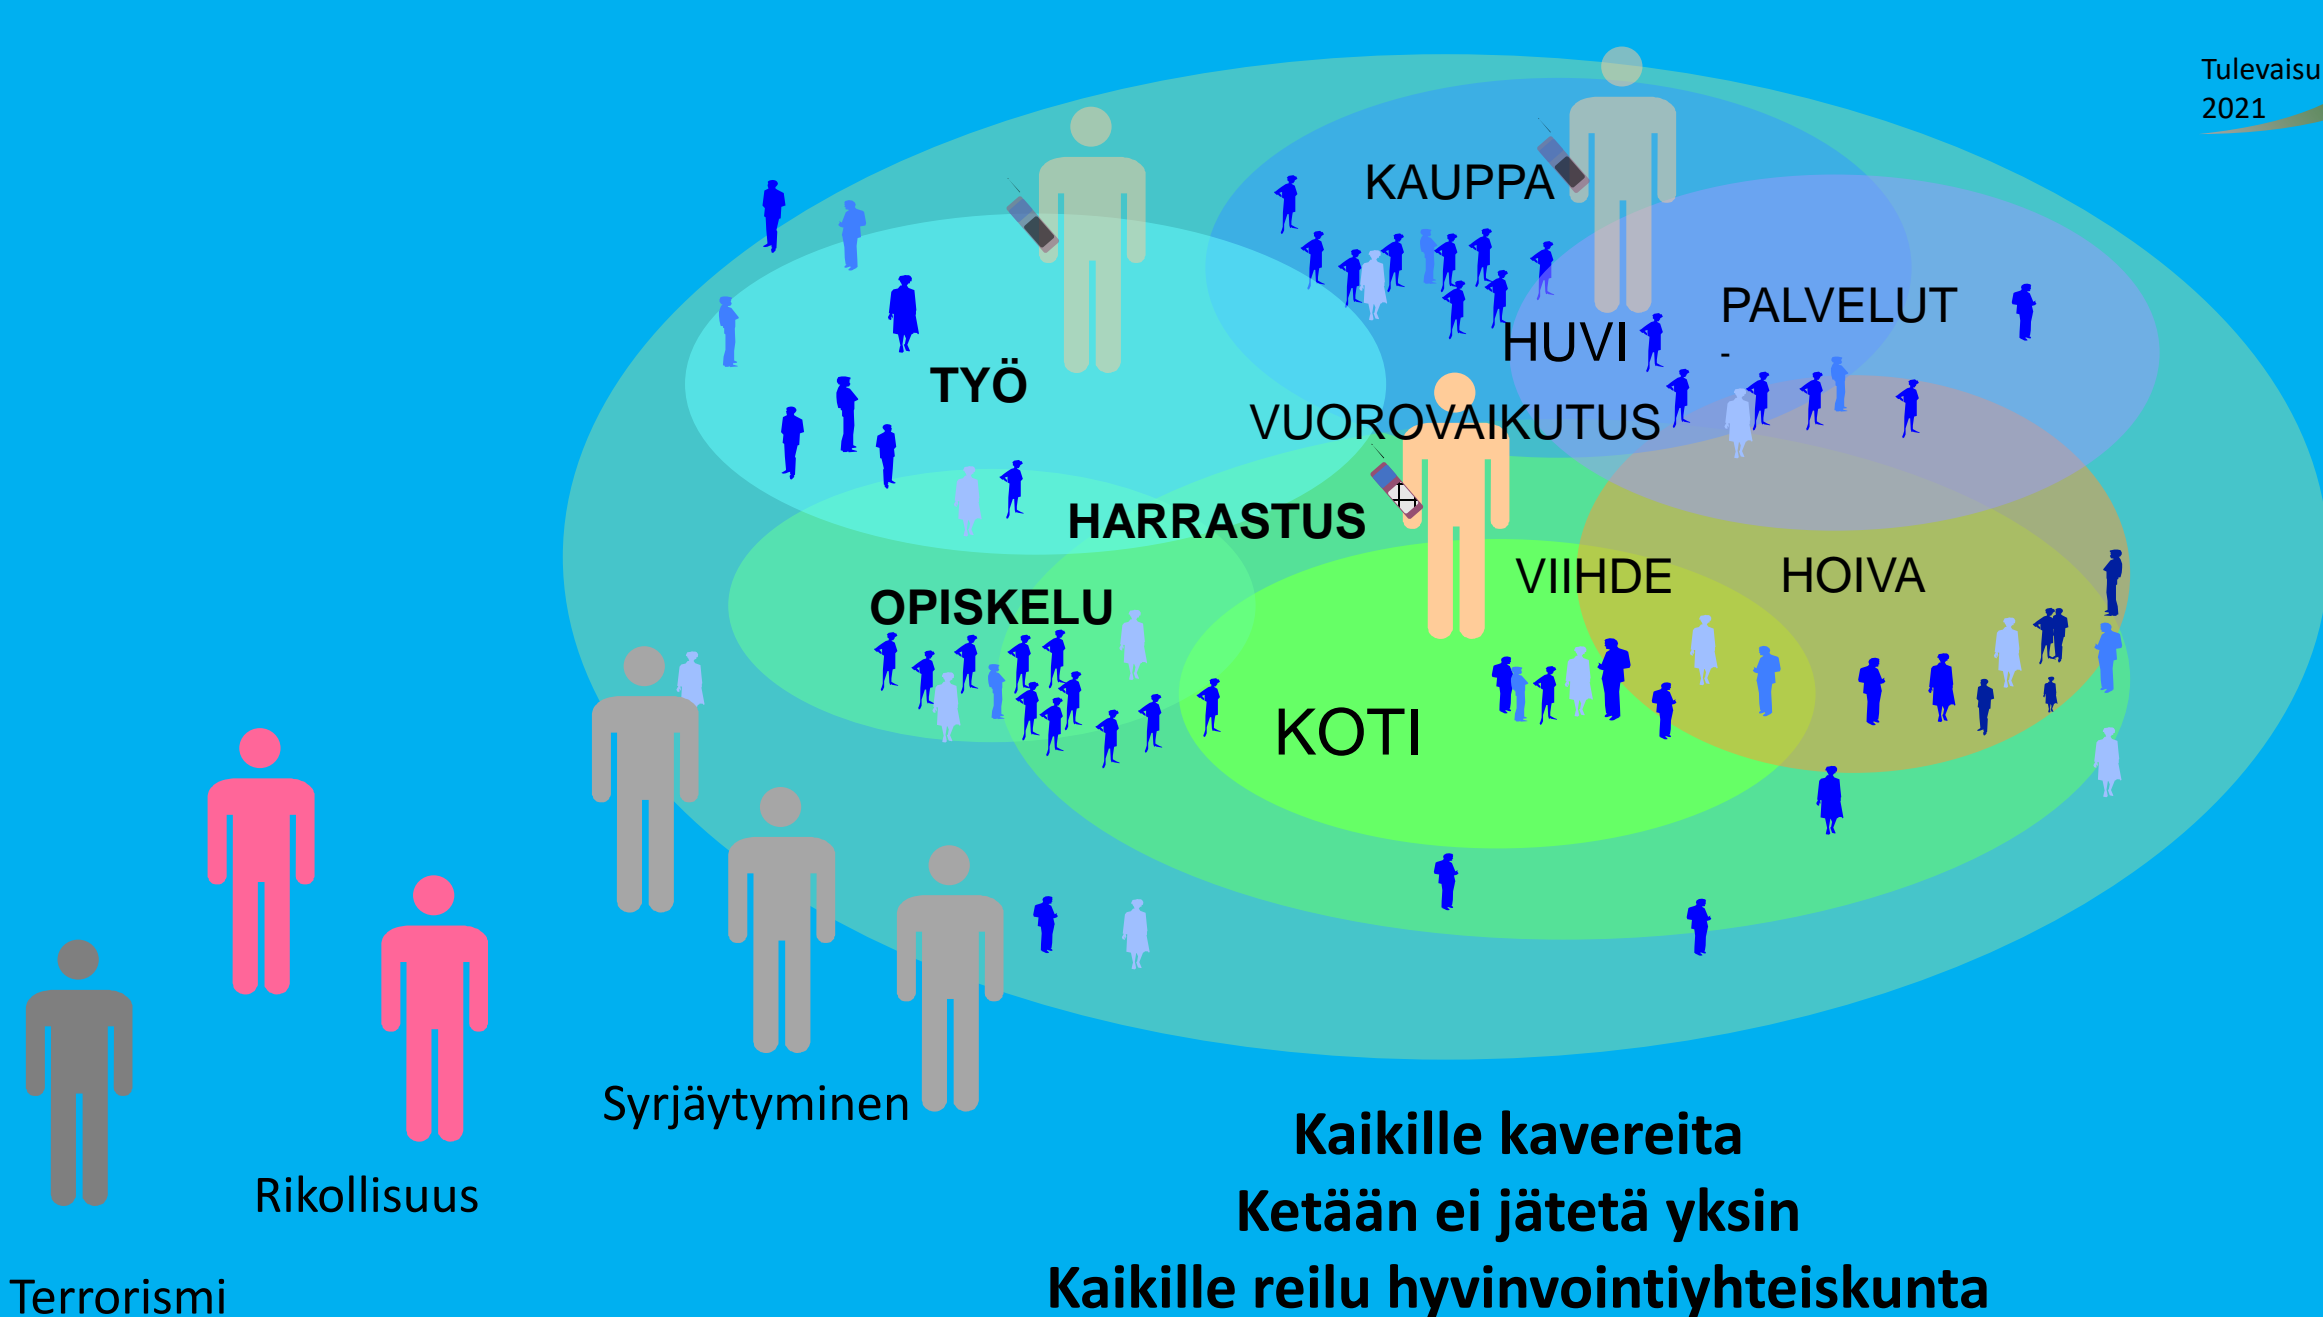 Tulevaisu
2021
KAUPPA
PALVELUT
-
HUVI
TYÖ
VUOROVAIKUTUS
HARRASTUS
VIIHDE
HOIVA
OPISKELU
KOTI
Syrjäytyminen
Rikollisuus
Terrorismi
Kaikille kavereita
Ketään ei jätetä yksin
Kaikille reilu hyvinvointiyhteiskunta